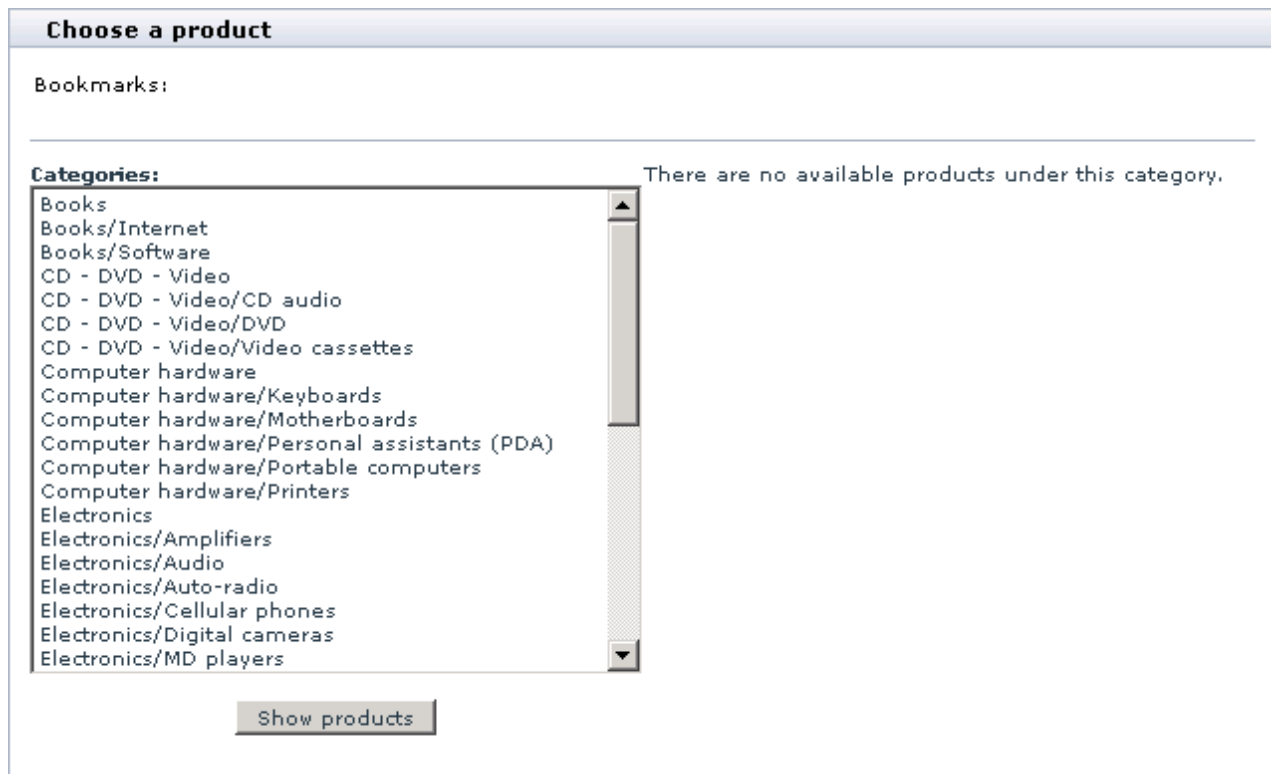 Choose a product
Bookmarks:
Categories:
There are no available products under this category.
Books
Books/Internet
Books/Software
CD - DVD - Video
CD - DVD - Video/CD audio
CD - DVD - Video/DVD
CD - DVD - Video/Video cassettes
Computer hardware
Computer hardware/Keyboards
Computer hardware/Motherboards
Computer hardware/Personal assistants (PDA)
Computer hardware/Portable computers
Computer hardware/Printers
Electronics
Electronics/Amplifiers
Electronics/Audio
Electronics/Auto-radio
Electronics/Cellular phones
Electronics/Digital cameras
Electronics/MD players
Show products